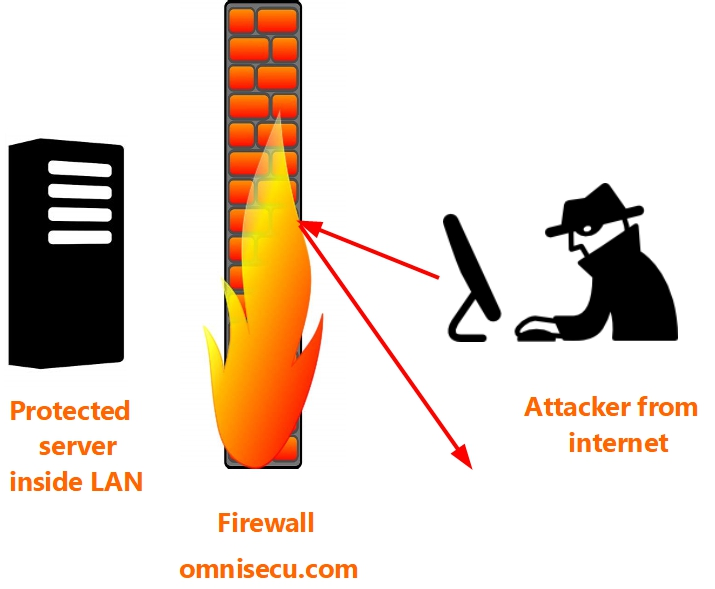 Protected
server
inside LAN
Firewall
omnisecu.com
Attacker from
internet